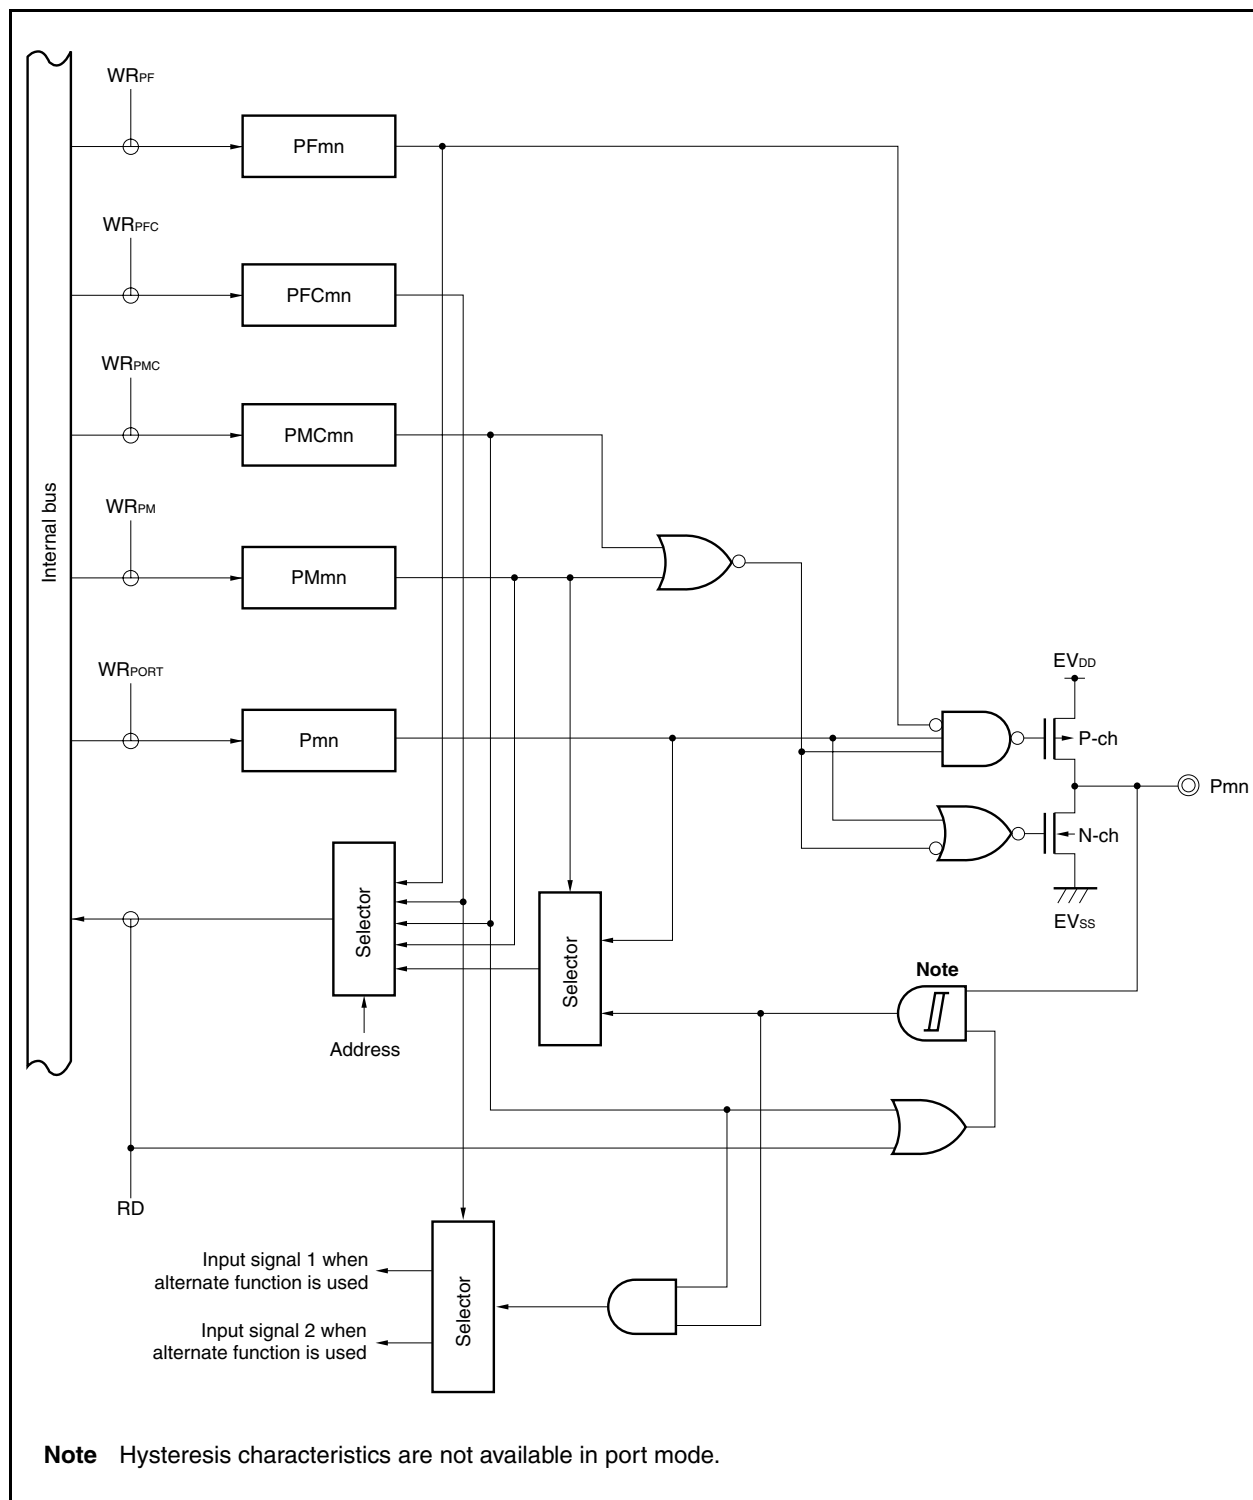 WRPF
PFmn
WRPFC
PFCmn
WRPMC
PMCmn
Internal bus
WRPM
PMmn
WRPORT
Pmn
EVDD
P-ch
Pmn
N-ch
EVSS
Selector
Selector
Note
Address
RD
Input signal 1 when
alternate function is used
Input signal 2 when
alternate function is used
Selector
Note Hysteresis characteristics are not available in port mode.